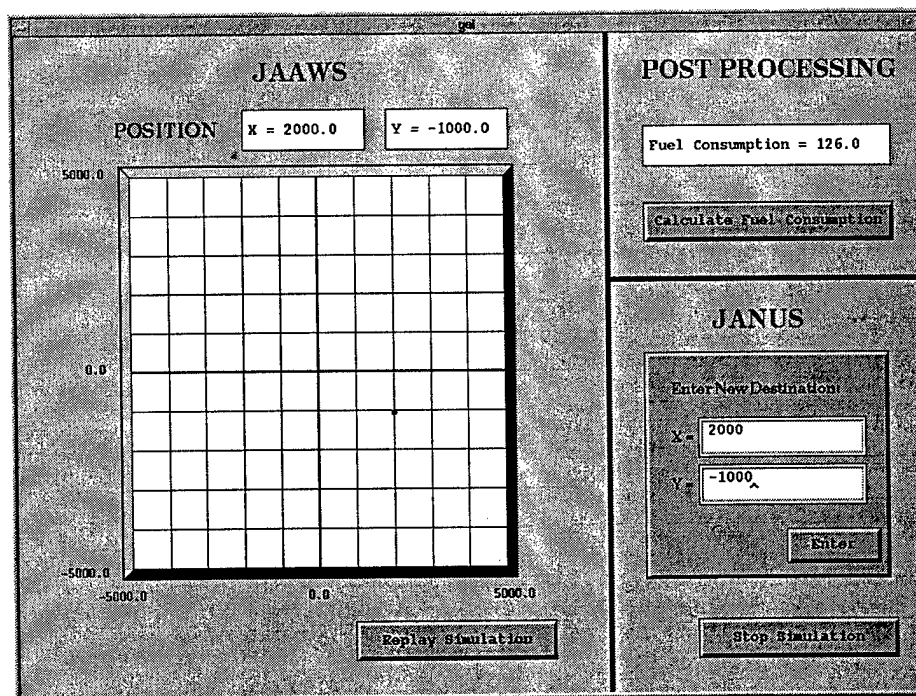 gui
JAAWS
POSITION
X = 2000.0
Y = -1000.0
5000.0
0.0
-5000.0
-5000.0
0.0
5000.0
Replay Simulation
POST PROCESSING
Fuel Consumption = 126.0
Calculate Fuel Consumption
JANUS
Enter New Destination:
X = 2000
Y = -1000
Enter
Stop Simulation